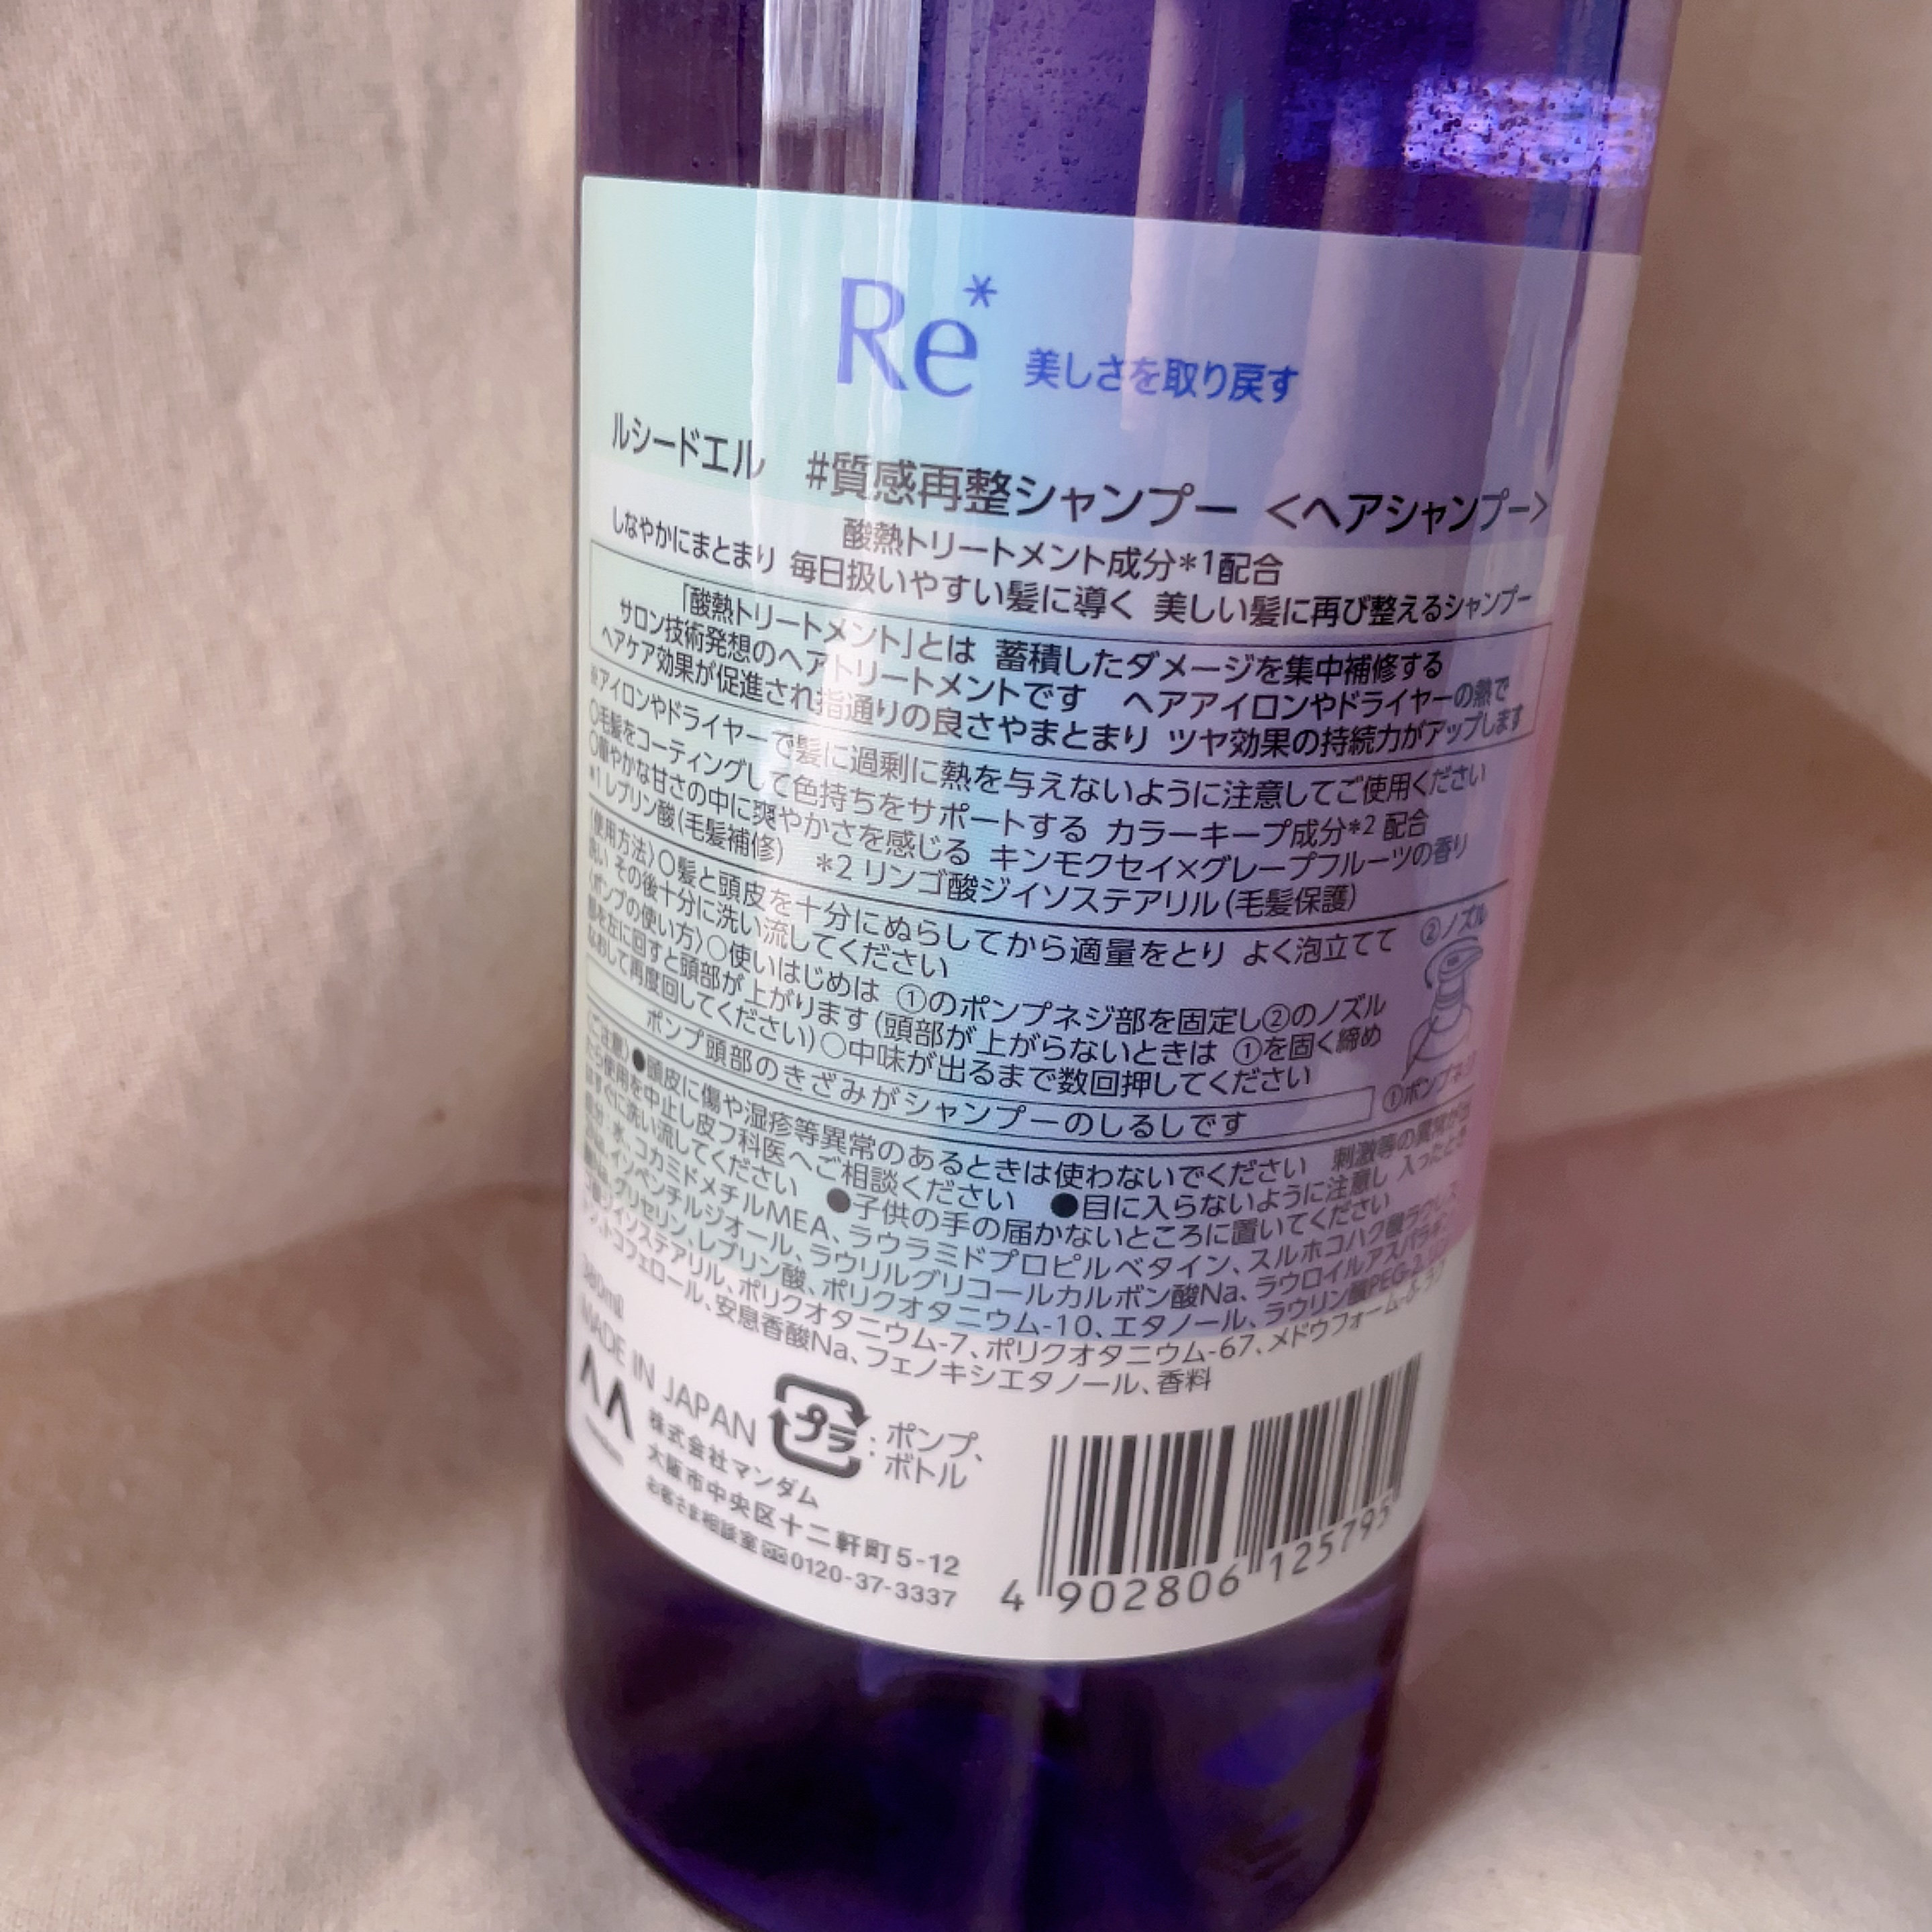 Re* 美しさを取り戻す
ルシードエル #質感再整シャンプー <ヘアシャンプー>
酸熱トリートメント成分*1配合
しなやかにまとまり 毎日扱いやすい髪に導く 美しい髪に再び整えるシャンプー
「酸熱トリートメント」とは 蓄積したダメージを集中補修する
サロン技術発想のヘアトリートメントです ヘアアイロンやドライヤーの熱で
ヘアケア効果が促進され指通りの良さやまとまり ツヤ効果の持続力がアップします
※アイロンやドライヤーで髪に過剰に熱を与えないように注意してご使用ください
○毛髪をコーティングして色持ちをサポートする カラーキープ成分*2 配合
○華やかな甘さの中に爽やかさを感じる キンモクセイ×グレープフルーツの香り
*1 レブリン酸(毛髪補修) *2 リンゴ酸ジイソステアリル(毛髪保護)
〈使用方法〉○髪と頭皮を十分にぬらしてから適量をとり よく泡立てて
洗い その後十分に洗い流してください
〈ポンプの使い方〉○使いはじめは ①のポンプネジ部を固定し②のノズル
部を左に回すと頭部が上がります(頭部が上がらないときは ①を固く締め
なおして再度回してください)○中味が出るまで数回押してください
②ノズル
①ポンプネジ
ポンプ頭部のきざみがシャンプーのしるしです
〈ご注意〉●頭皮に傷や湿疹等異常のあるときは使わないでください 刺激等の異常が出
たら使用を中止し皮フ科医へご相談ください ●目に入らないように注意し 入ったとき
はすぐに洗い流してください ●子供の手の届かないところに置いてください
成分:水、コカミドメチルMEA、ラウラミドプロピルベタイン、スルホコハク酸ラウレス
Na、イソペンチルジオール、ラウリルグリコールカルボン酸Na、ラウロイルアスパラギン
酸Na、グリセリン、レブリン酸、ポリクオタニウム-10、エタノール、ラウリン酸PEG-2、リン
ゴ酸ジイソステアリル、ポリクオタニウム-7、ポリクオタニウム-67、メドウフォーム-δ-ラク
トン、トコフェロール、安息香酸Na、フェノキシエタノール、香料
380ml
MADE IN JAPAN
プラ : ポンプ、
ボトル
株式会社マンダム
大阪市中央区十二軒町5-12
お客さま相談室 0120-37-3337
4 902806 125795